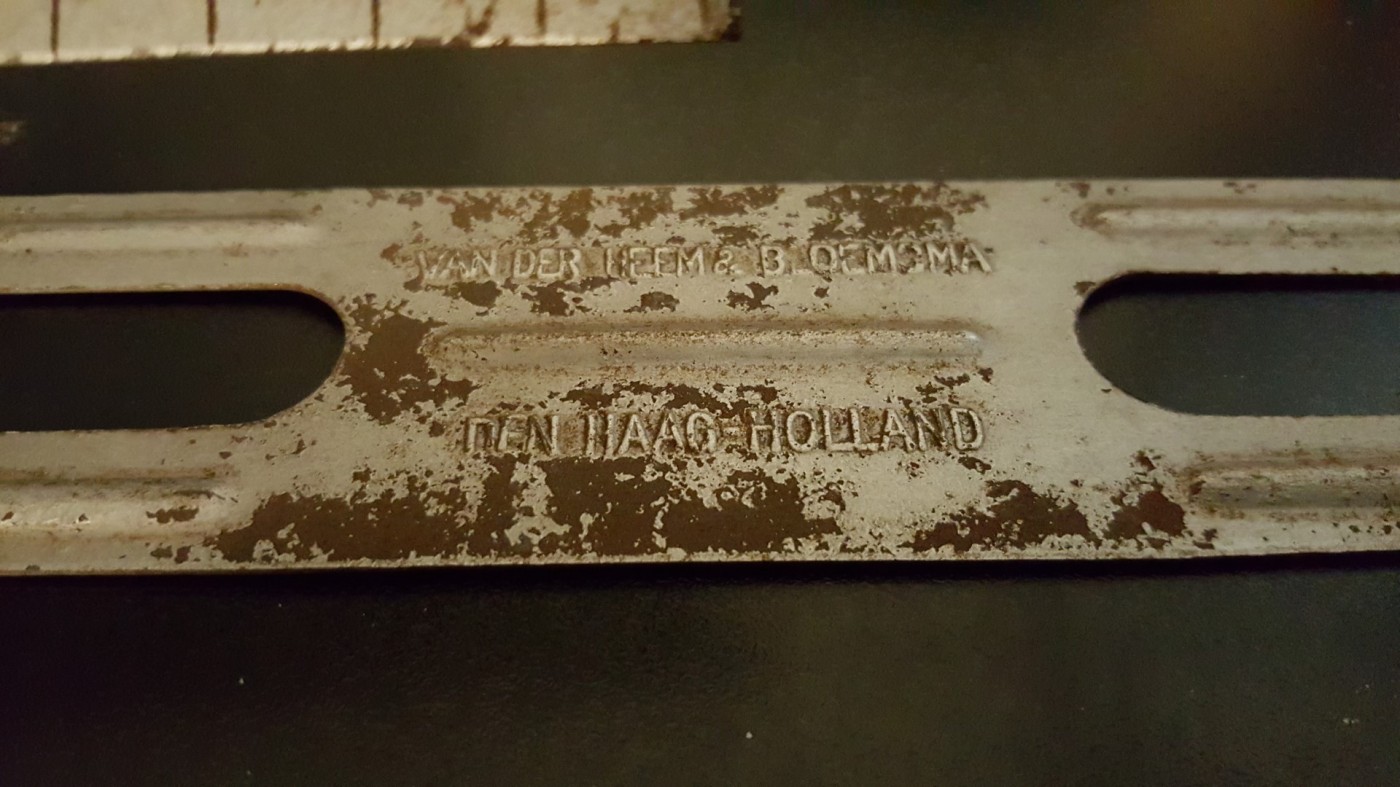 VAN DER HEEM & BLOEMSMA
DEN HAAG-HOLLAND